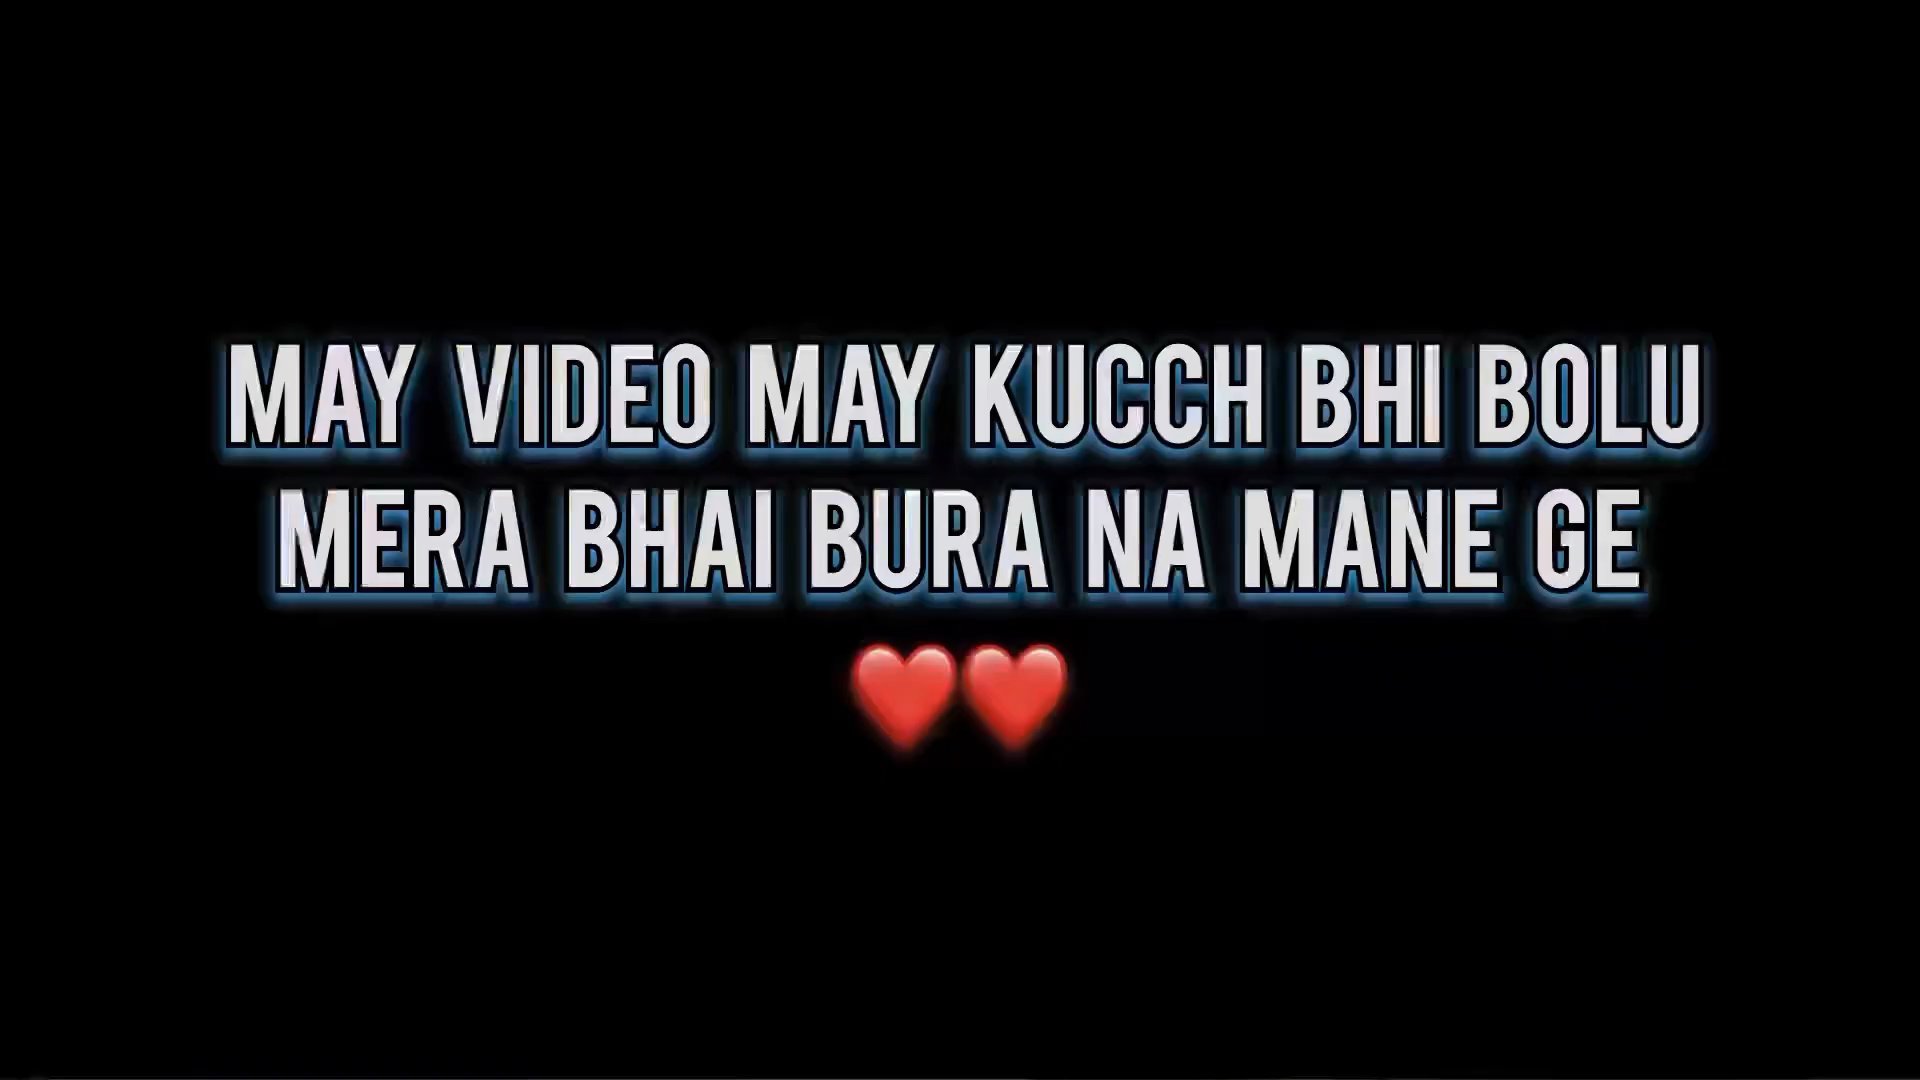 MAY VIDEO MAY KUCCH BHI BOLU
MERA BHAI BURA NA MANE GE
❤️❤️